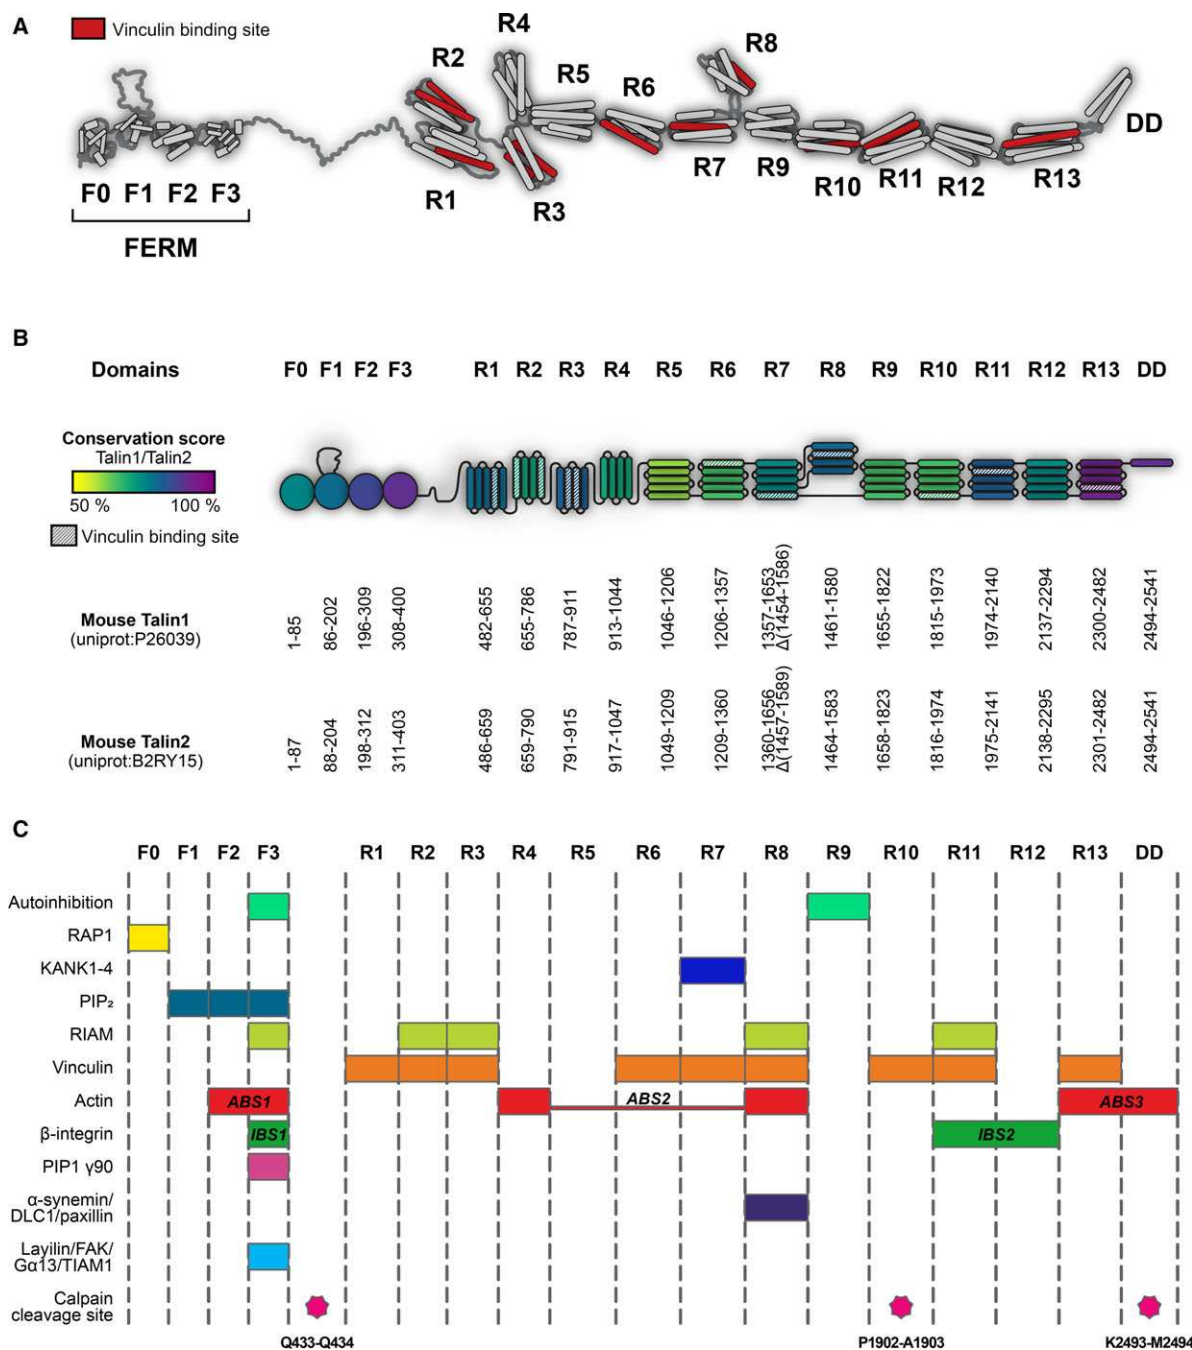 A
Vinculin binding site
R4
R8
R2
R5
R6
DD
F0 F1 F2 F3
R1
R3
R7
R9
R10
R11
R12
R13
FERM
B
Domains
F0 F1 F2 F3 R1 R2 R3 R4 R5 R6 R7 R8 R9 R10 R11 R12 R13 DD
Conservation score
Talin1/Talin2
50 % 100 %
Vinculin binding site
Mouse Talin1
(uniprot:P26039)
1-85
86-202
196-309
308-400
482-655
655-786
787-911
913-1044
1046-1206
1206-1357
1357-1653
Δ(1454-1586)
1461-1580
1655-1822
1815-1973
1974-2140
2137-2294
2300-2482
2494-2541
Mouse Talin2
(uniprot:B2RY15)
1-87
88-204
198-312
311-403
486-659
659-790
791-915
917-1047
1049-1209
1209-1360
1360-1656
Δ(1457-1589)
1464-1583
1658-1823
1816-1974
1975-2141
2138-2295
2301-2482
2494-2541
C
F0 F1 F2 F3 R1 R2 R3 R4 R5 R6 R7 R8 R9 R10 R11 R12 R13 DD
Autoinhibition
RAP1
KANK1-4
PIP₂
RIAM
Vinculin
Actin
ABS1 ABS2 ABS3
β-integrin
IBS1 IBS2
PIP1 γ90
α-synemin/
DLC1/paxillin
Layilin/FAK/
Gα13/TIAM1
Calpain
cleavage site
Q433-Q434 P1902-A1903 K2493-M2494